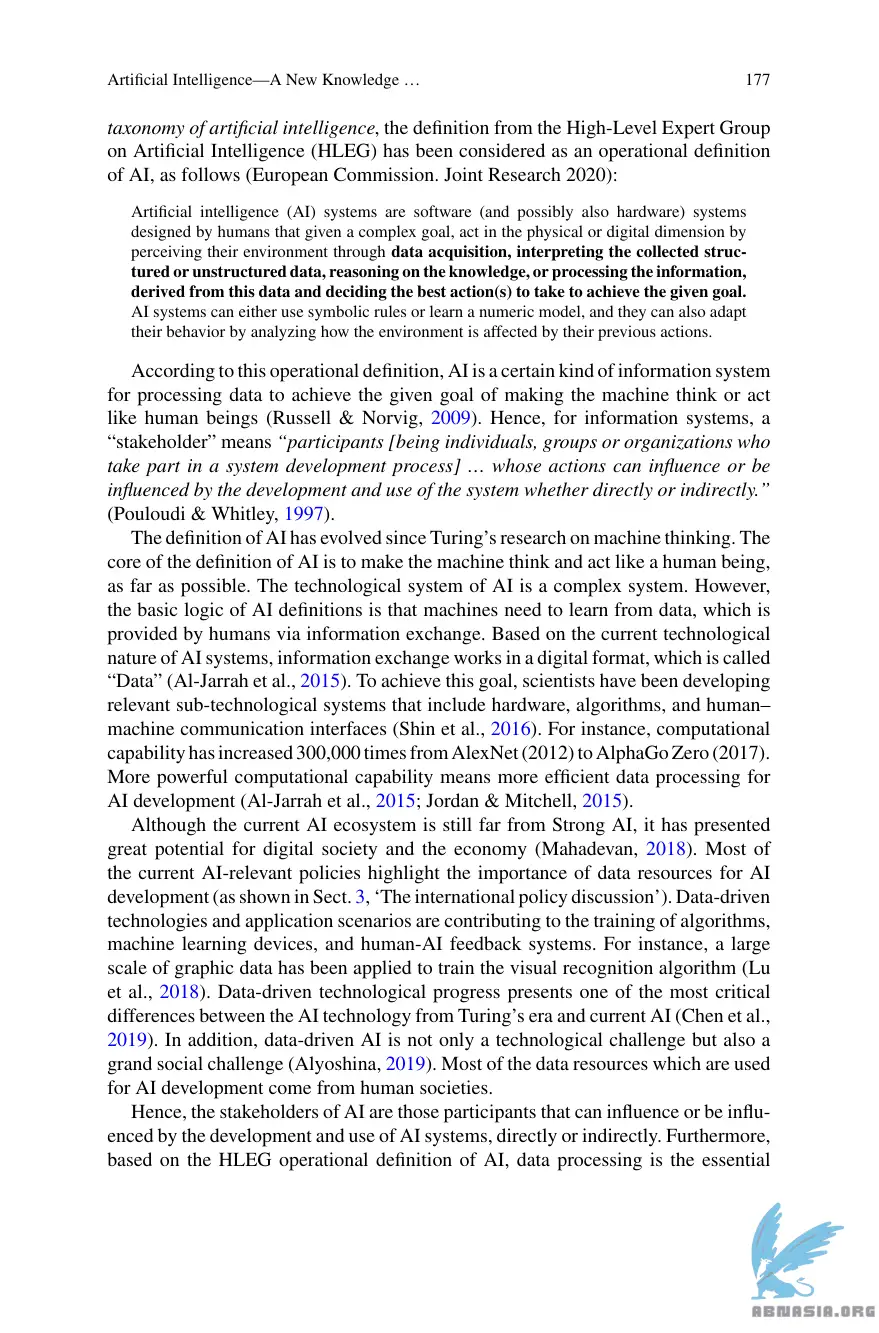 Artificial Intelligence—A New Knowledge … 177
taxonomy of artificial intelligence, the definition from the High-Level Expert Group
on Artificial Intelligence (HLEG) has been considered as an operational definition
of AI, as follows (European Commission. Joint Research 2020):
Artificial intelligence (AI) systems are software (and possibly also hardware) systems
designed by humans that given a complex goal, act in the physical or digital dimension by
perceiving their environment through data acquisition, interpreting the collected struc-
tured or unstructured data, reasoning on the knowledge, or processing the information,
derived from this data and deciding the best action(s) to take to achieve the given goal.
AI systems can either use symbolic rules or learn a numeric model, and they can also adapt
their behavior by analyzing how the environment is affected by their previous actions.
According to this operational definition, AI is a certain kind of information system
for processing data to achieve the given goal of making the machine think or act
like human beings (Russell & Norvig, 2009). Hence, for information systems, a
“stakeholder” means “participants [being individuals, groups or organizations who
take part in a system development process] … whose actions can influence or be
influenced by the development and use of the system whether directly or indirectly.”
(Pouloudi & Whitley, 1997).
The definition of AI has evolved since Turing’s research on machine thinking. The
core of the definition of AI is to make the machine think and act like a human being,
as far as possible. The technological system of AI is a complex system. However,
the basic logic of AI definitions is that machines need to learn from data, which is
provided by humans via information exchange. Based on the current technological
nature of AI systems, information exchange works in a digital format, which is called
“Data” (Al-Jarrah et al., 2015). To achieve this goal, scientists have been developing
relevant sub-technological systems that include hardware, algorithms, and human–
machine communication interfaces (Shin et al., 2016). For instance, computational
capability has increased 300,000 times from AlexNet (2012) to AlphaGo Zero (2017).
More powerful computational capability means more efficient data processing for
AI development (Al-Jarrah et al., 2015; Jordan & Mitchell, 2015).
Although the current AI ecosystem is still far from Strong AI, it has presented
great potential for digital society and the economy (Mahadevan, 2018). Most of
the current AI-relevant policies highlight the importance of data resources for AI
development (as shown in Sect. 3, ‘The international policy discussion’). Data-driven
technologies and application scenarios are contributing to the training of algorithms,
machine learning devices, and human-AI feedback systems. For instance, a large
scale of graphic data has been applied to train the visual recognition algorithm (Lu
et al., 2018). Data-driven technological progress presents one of the most critical
differences between the AI technology from Turing’s era and current AI (Chen et al.,
2019). In addition, data-driven AI is not only a technological challenge but also a
grand social challenge (Alyoshina, 2019). Most of the data resources which are used
for AI development come from human societies.
Hence, the stakeholders of AI are those participants that can influence or be influ-
enced by the development and use of AI systems, directly or indirectly. Furthermore,
based on the HLEG operational definition of AI, data processing is the essential
ABNASIA.ORG